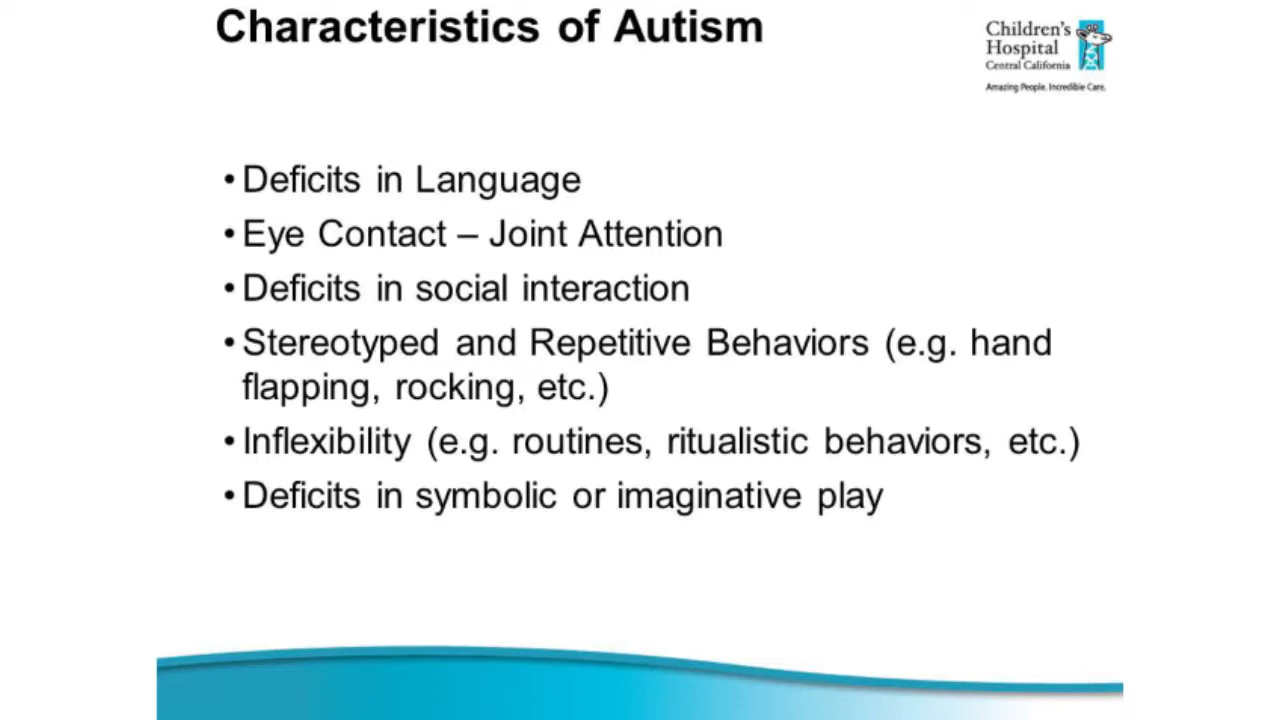 Characteristics of Autism
Children's
Hospital
Central California
Amazing People. Incredible Care.
• Deficits in Language
• Eye Contact – Joint Attention
• Deficits in social interaction
• Stereotyped and Repetitive Behaviors (e.g. hand
flapping, rocking, etc.)
• Inflexibility (e.g. routines, ritualistic behaviors, etc.)
• Deficits in symbolic or imaginative play